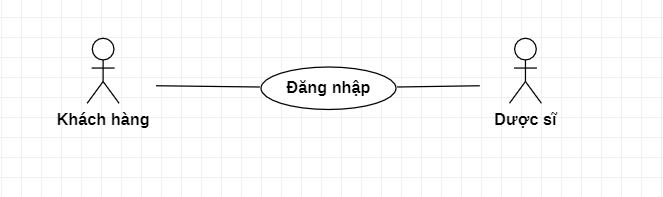 Đăng nhập
Khách hàng
Dược sĩ